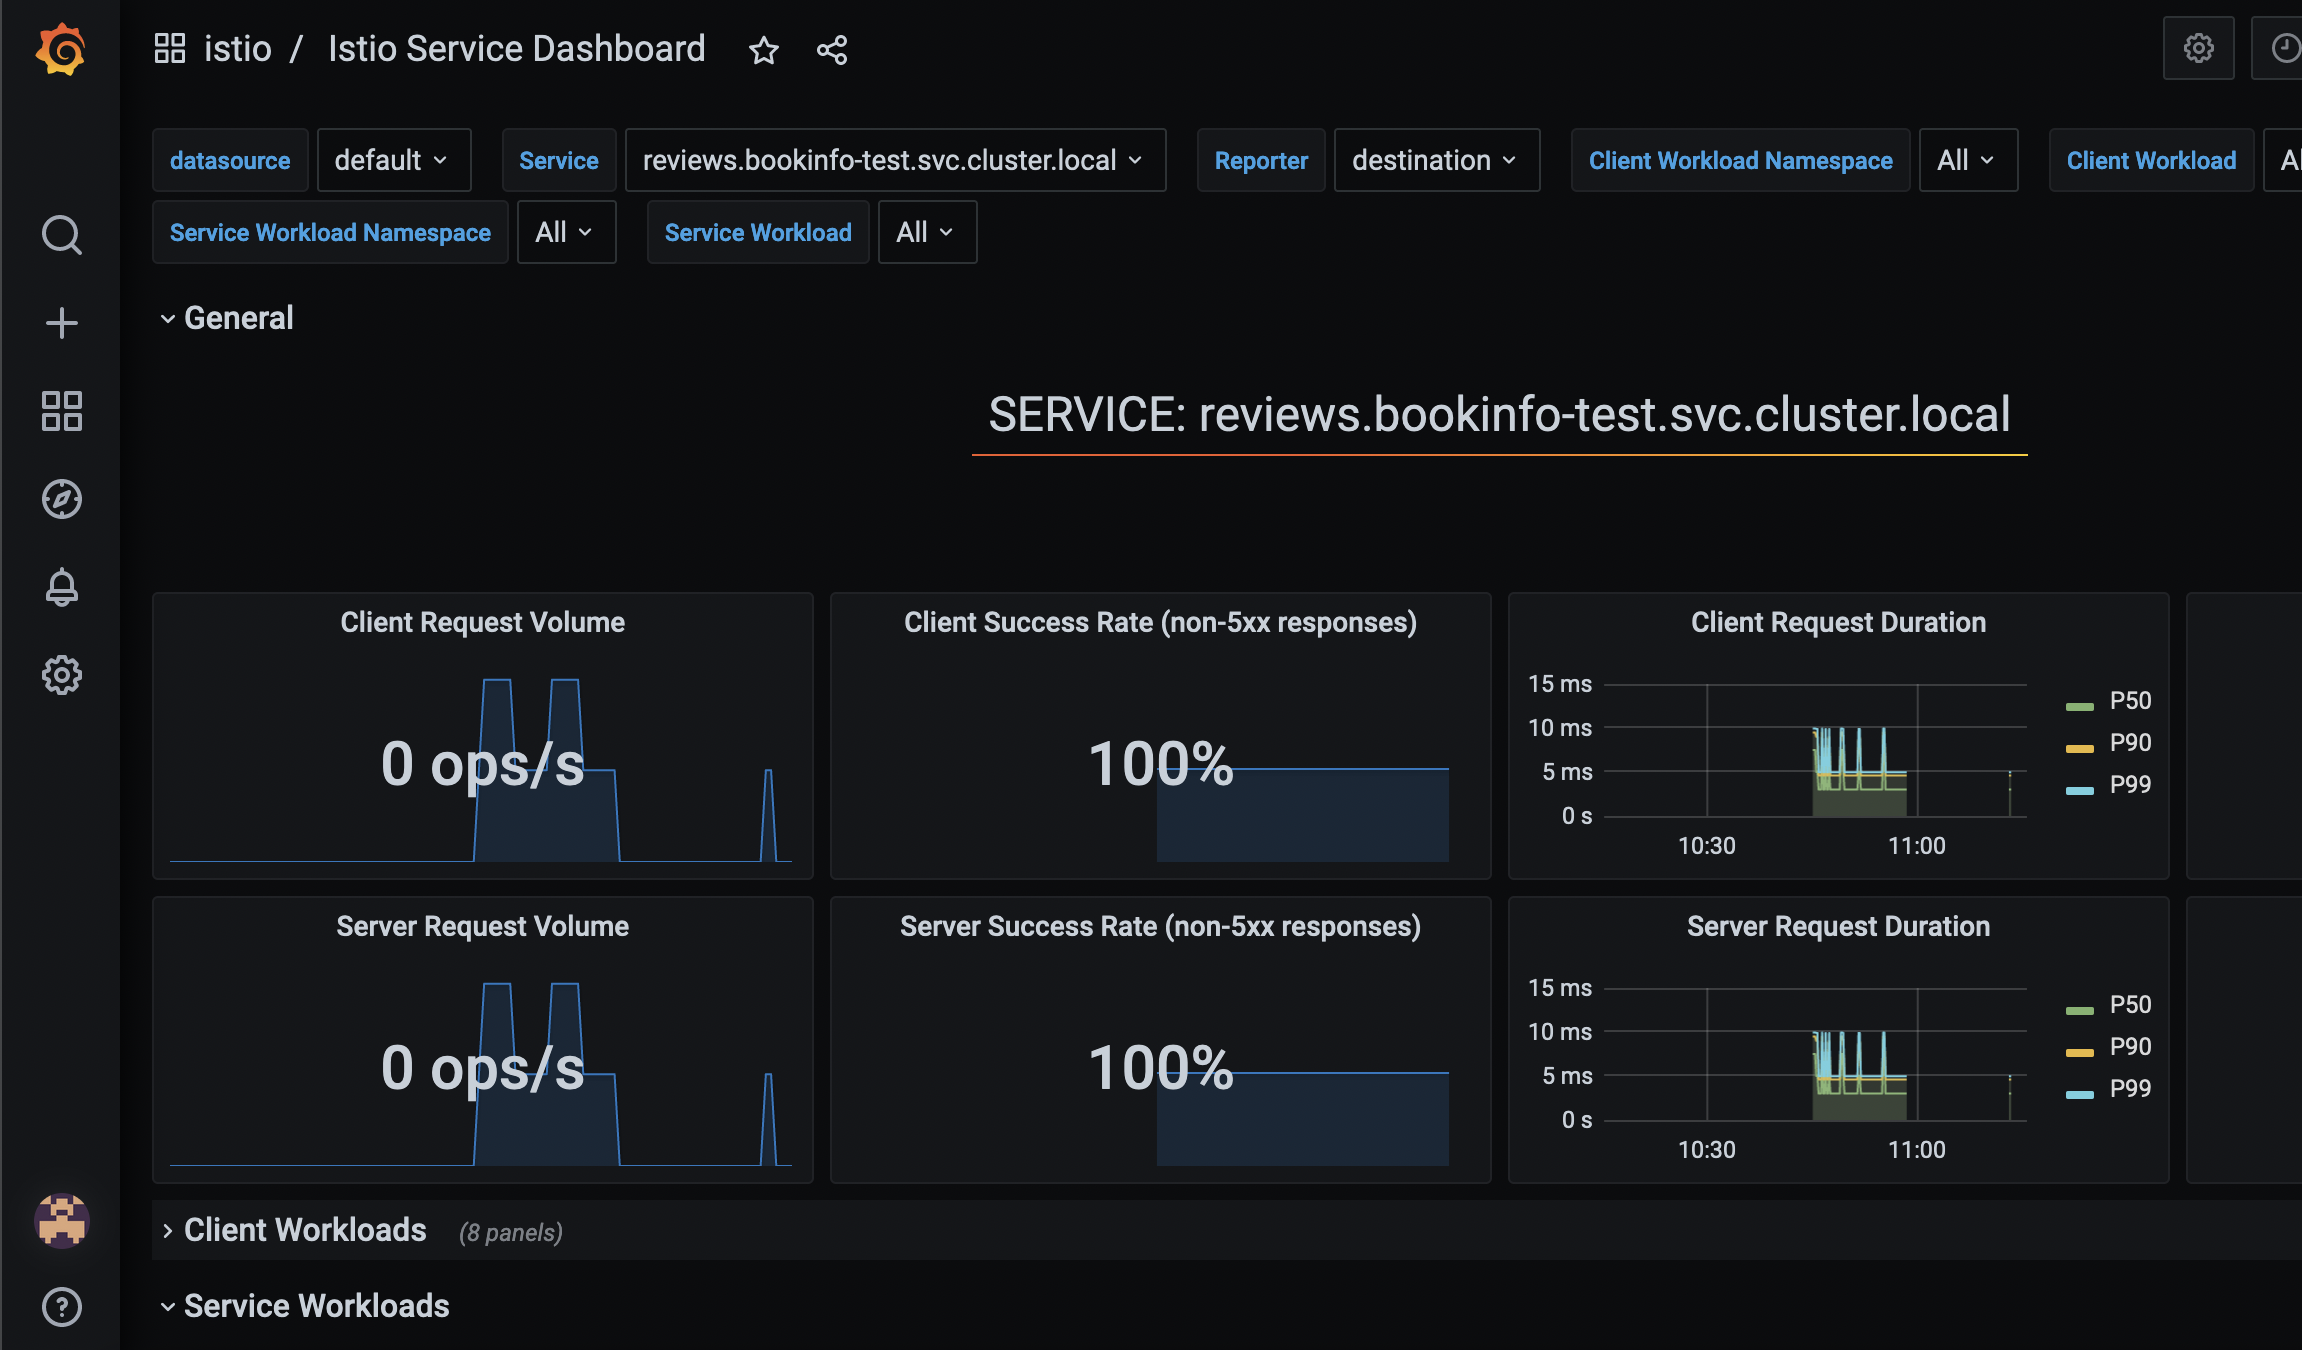 istio / Istio Service Dashboard
datasource default Service reviews.bookinfo-test.svc.cluster.local Reporter destination Client Workload Namespace All Client Workload
Service Workload Namespace All Service Workload All
General
SERVICE: reviews.bookinfo-test.svc.cluster.local
Client Request Volume
0 ops/s
Client Success Rate (non-5xx responses)
100%
Client Request Duration
15 ms
10 ms
5 ms
0 s
10:30 11:00
P50
P90
P99
Server Request Volume
0 ops/s
Server Success Rate (non-5xx responses)
100%
Server Request Duration
15 ms
10 ms
5 ms
0 s
10:30 11:00
P50
P90
P99
Client Workloads (8 panels)
Service Workloads